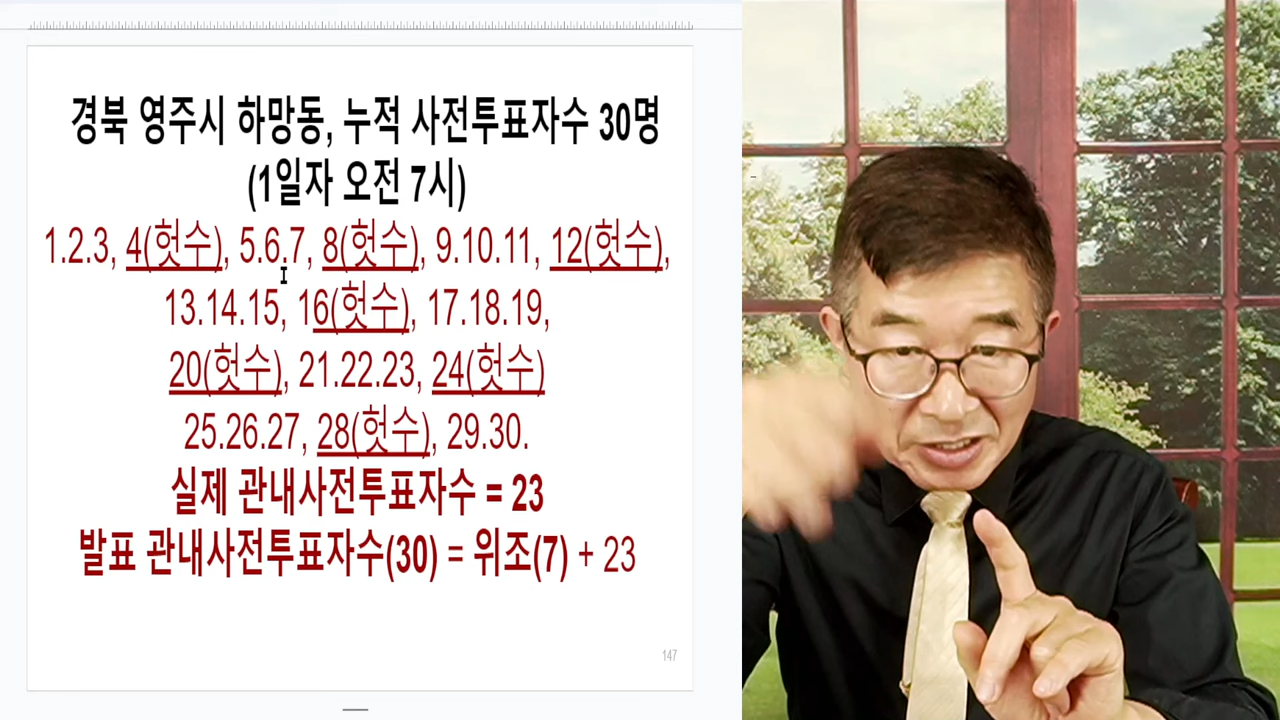 경북 영주시 하망동, 누적 사전투표자수 30명
(1일자 오전 7시)
1.2.3, 4(헛수), 5.6.7, 8(헛수), 9.10.11, 12(헛수),
13.14.15, 16(헛수), 17.18.19,
20(헛수), 21.22.23, 24(헛수)
25.26.27, 28(헛수), 29.30.
실제 관내사전투표자수 = 23
발표 관내사전투표자수(30) = 위조(7) + 23
147